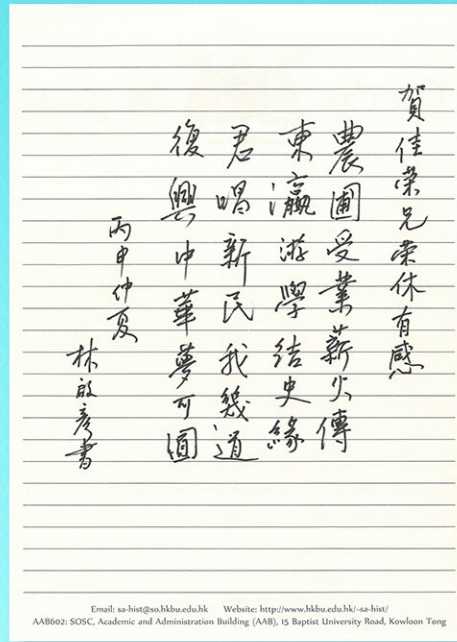 賀佳荣兄荣休有感
農圃受業薪火傳
東瀛游學結史緣
君唱新民我幾道
復興中華夢可圓
丙申仲夏
林啟彥書
Email: sa-hist@so.hkbu.edu.hk Website: http://www.hkbu.edu.hk/~sa-hist/
AAB602: SOSC, Academic and Administration Building (AAB), 15 Baptist University Road, Kowloon Tong